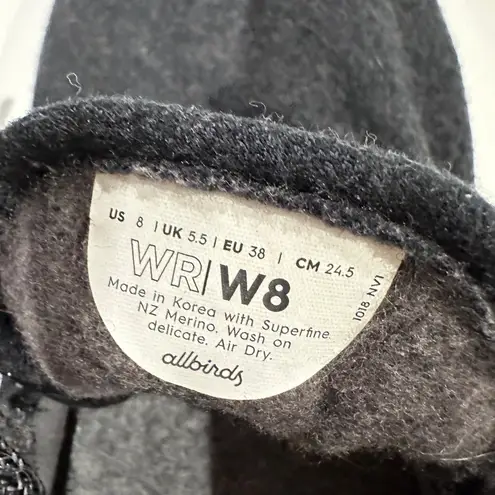 US 8 | UK 5.5 | EU 38 | CM 24.5
WR|W8
Made in Korea with Superfine
NZ Merino. Wash on
delicate. Air Dry.
allbirds
1018 NVI